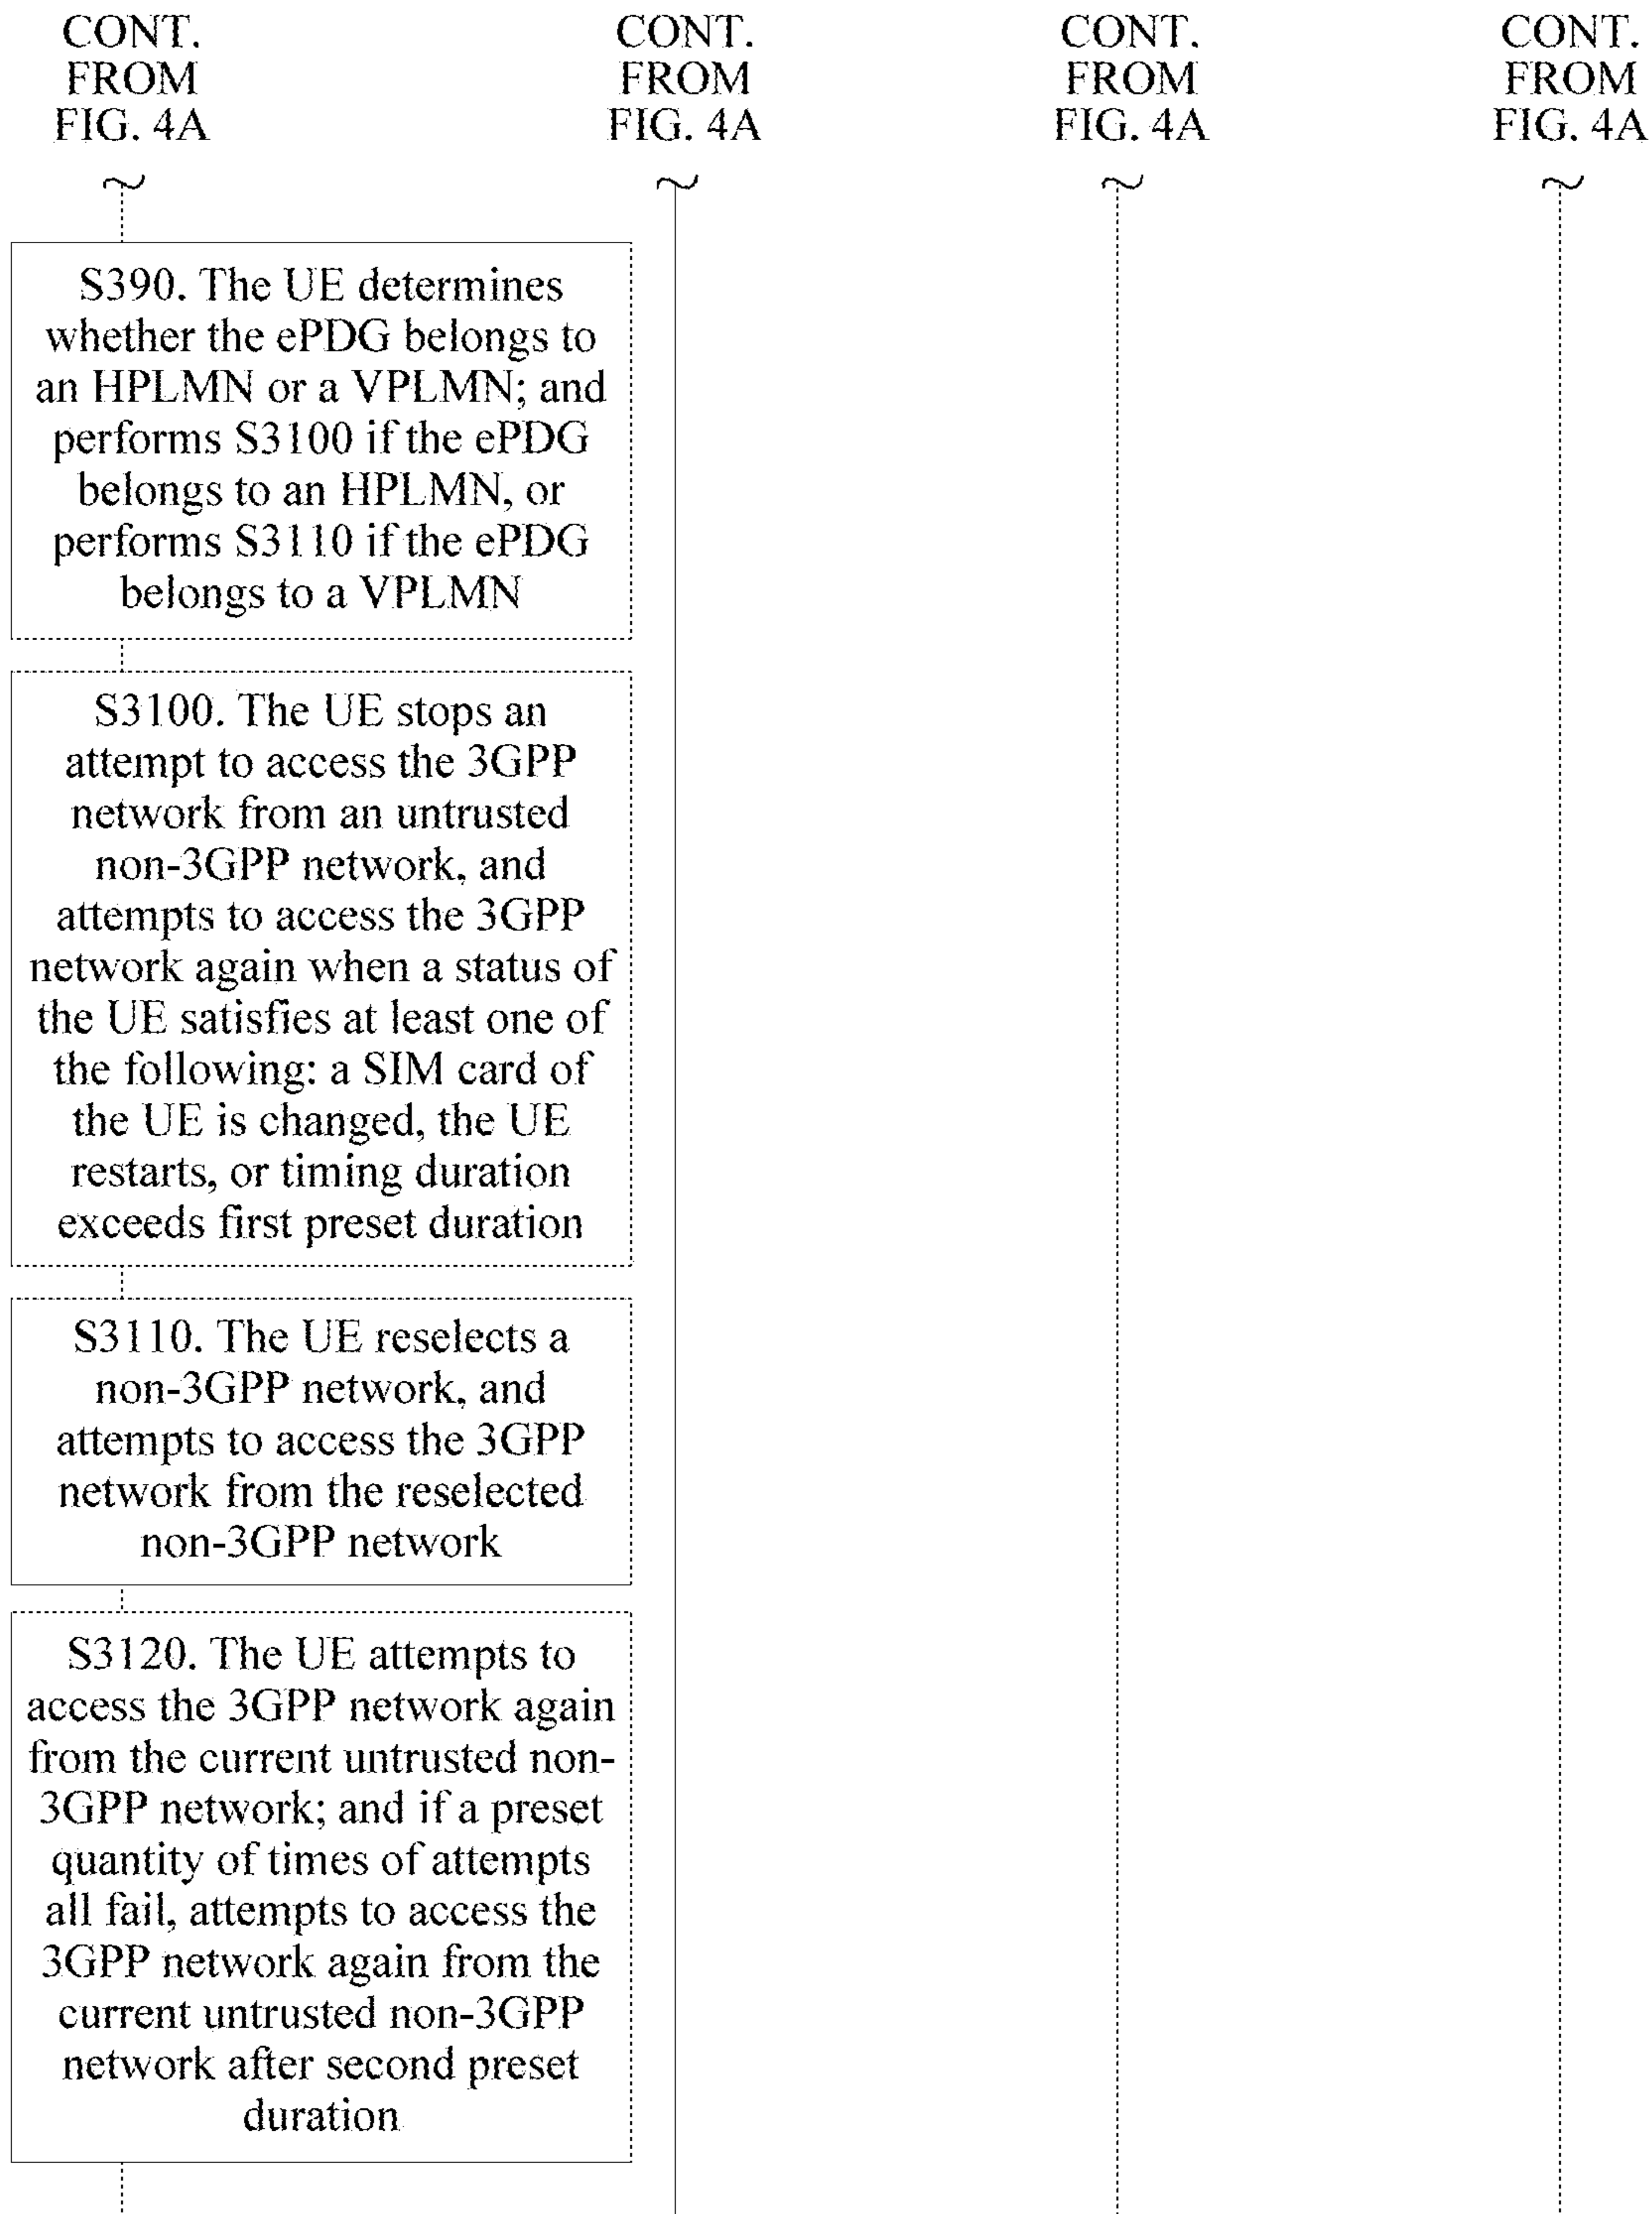 CONT.
FROM
FIG. 4A
CONT.
FROM
FIG. 4A
CONT.
FROM
FIG. 4A
CONT.
FROM
FIG. 4A
S390. The UE determines
whether the ePDG belongs to
an HPLMN or a VPLMN; and
performs S3100 if the ePDG
belongs to an HPLMN, or
performs S3110 if the ePDG
belongs to a VPLMN
S3100. The UE stops an
attempt to access the 3GPP
network from an untrusted
non-3GPP network, and
attempts to access the 3GPP
network again when a status of
the UE satisfies at least one of
the following: a SIM card of
the UE is changed, the UE
restarts, or timing duration
exceeds first preset duration
S3110. The UE reselects a
non-3GPP network, and
attempts to access the 3GPP
network from the reselected
non-3GPP network
S3120. The UE attempts to
access the 3GPP network again
from the current untrusted non-
3GPP network; and if a preset
quantity of times of attempts
all fail, attempts to access the
3GPP network again from the
current untrusted non-3GPP
network after second preset
duration